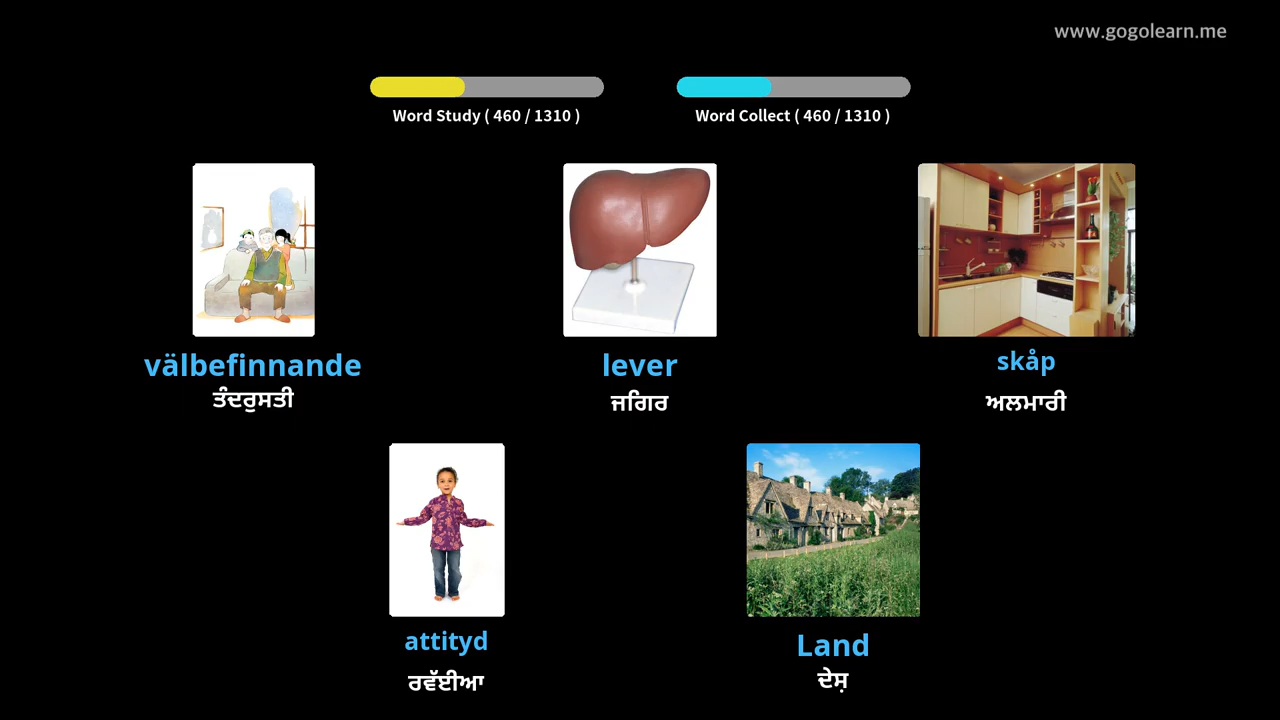 www.gogolearn.me
Word Study ( 460 / 1310 )
Word Collect ( 460 / 1310 )
välbefinnande
ਤੰਦਰੁਸਤੀ
lever
ਜਿਗਰ
skåp
ਅਲਮਾਰੀ
attityd
ਰਵੱਈਆ
Land
ਦੇਸ਼